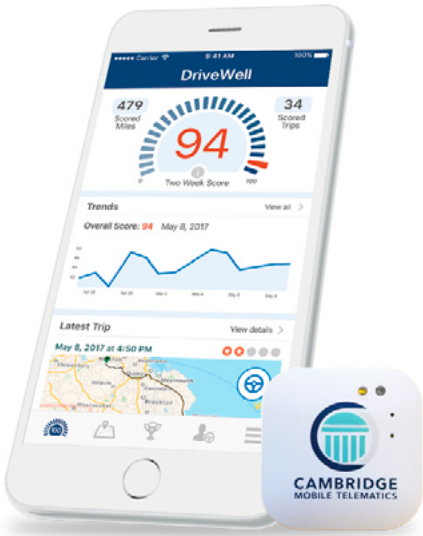 Carrier 9:41 AM 100%
DriveWell
479
Scored
Miles
34
Scored
Trips
94
0
Two Week Score
100
Trends
View all
Overall Score: 94 May 8, 2017
Latest Trip
View details
May 8, 2017 at 4:50 PM
Weymouth
Brockton
CAMBRIDGE
MOBILE TELEMATICS